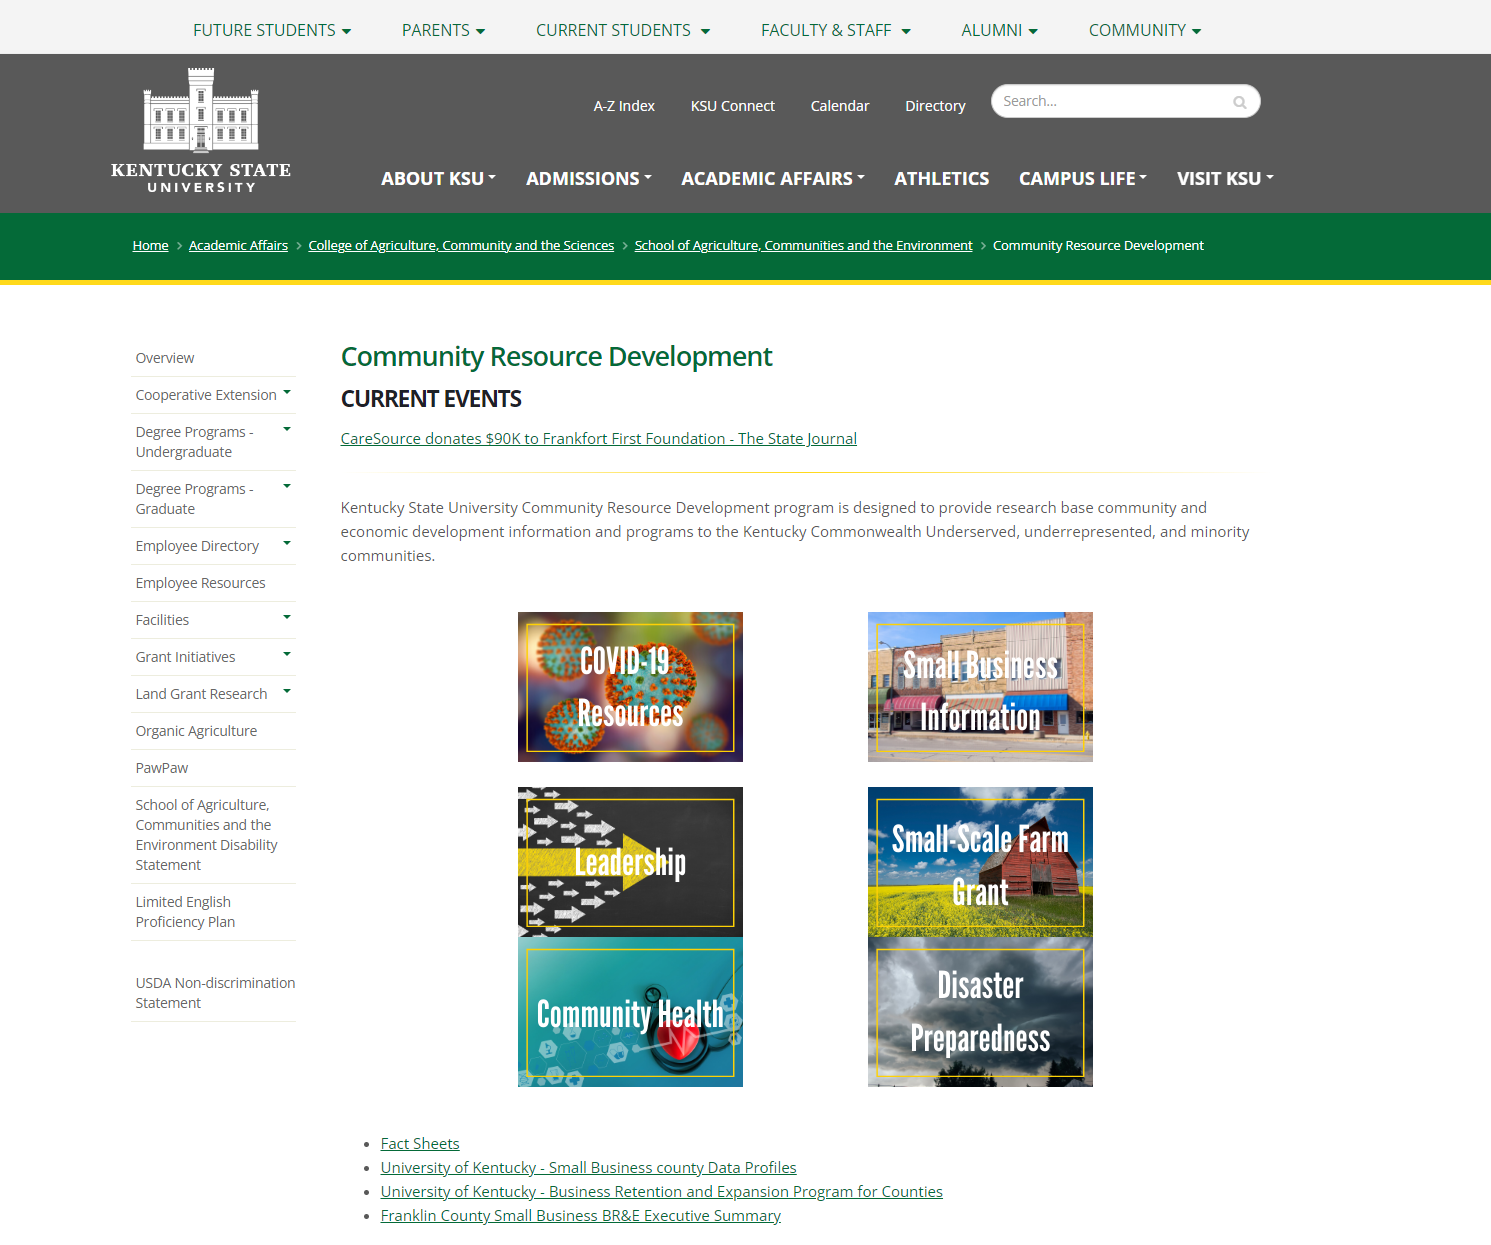 FUTURE STUDENTS PARENTS CURRENT STUDENTS FACULTY & STAFF ALUMNI COMMUNITY
KENTUCKY STATE
UNIVERSITY
A-Z Index KSU Connect Calendar Directory Search...
ABOUT KSU ADMISSIONS ACADEMIC AFFAIRS ATHLETICS CAMPUS LIFE VISIT KSU
Home > Academic Affairs > College of Agriculture, Community and the Sciences > School of Agriculture, Communities and the Environment > Community Resource Development
Overview
Cooperative Extension
Degree Programs -
Undergraduate
Degree Programs -
Graduate
Employee Directory
Employee Resources
Facilities
Grant Initiatives
Land Grant Research
Organic Agriculture
PawPaw
School of Agriculture,
Communities and the
Environment Disability
Statement
Limited English
Proficiency Plan
USDA Non-discrimination
Statement
Community Resource Development
CURRENT EVENTS
CareSource donates $90K to Frankfort First Foundation - The State Journal
Kentucky State University Community Resource Development program is designed to provide research base community and
economic development information and programs to the Kentucky Commonwealth Underserved, underrepresented, and minority
communities.
COVID-19
Resources
Small Business
Information
Leadership
Small-Scale Farm
Grant
Community Health
Disaster
Preparedness
• Fact Sheets
• University of Kentucky - Small Business county Data Profiles
• University of Kentucky - Business Retention and Expansion Program for Counties
• Franklin County Small Business BR&E Executive Summary